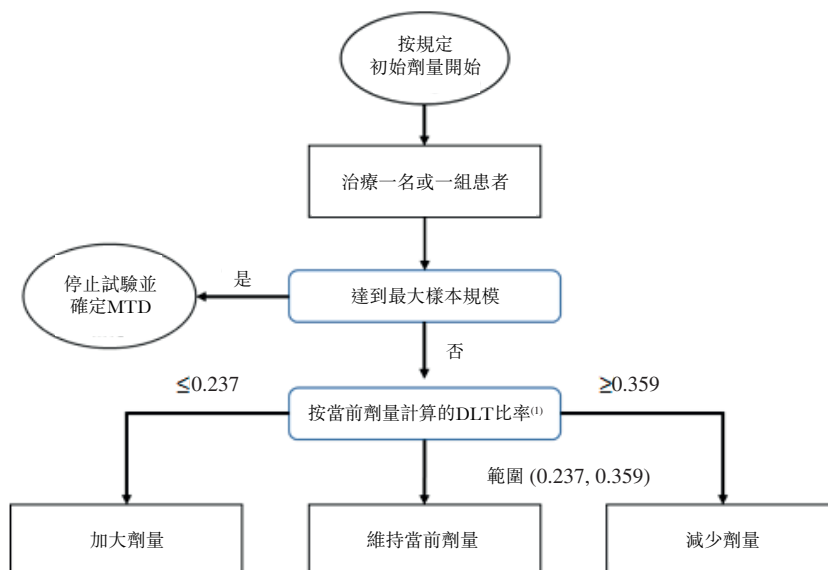 按規定
初始劑量開始
治療一名或一組患者
停止試驗並
確定MTD
是
達到最大樣本規模
否
≤0.237
按當前劑量計算的DLT比率(1)
≥0.359
範圍 (0.237, 0.359)
加大劑量
維持當前劑量
減少劑量